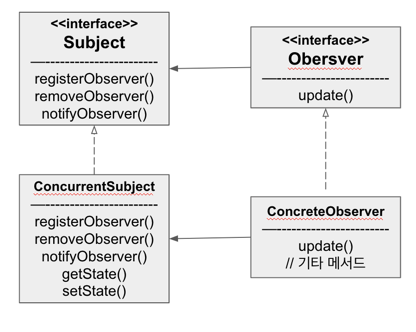 <<interface>>
Subject
registerObserver()
removeObserver()
notifyObserver()
<<interface>>
Obersver
update()
ConcurrentSubject
registerObserver()
removeObserver()
notifyObserver()
getState()
setState()
ConcreteObserver
update()
// 기타 메서드